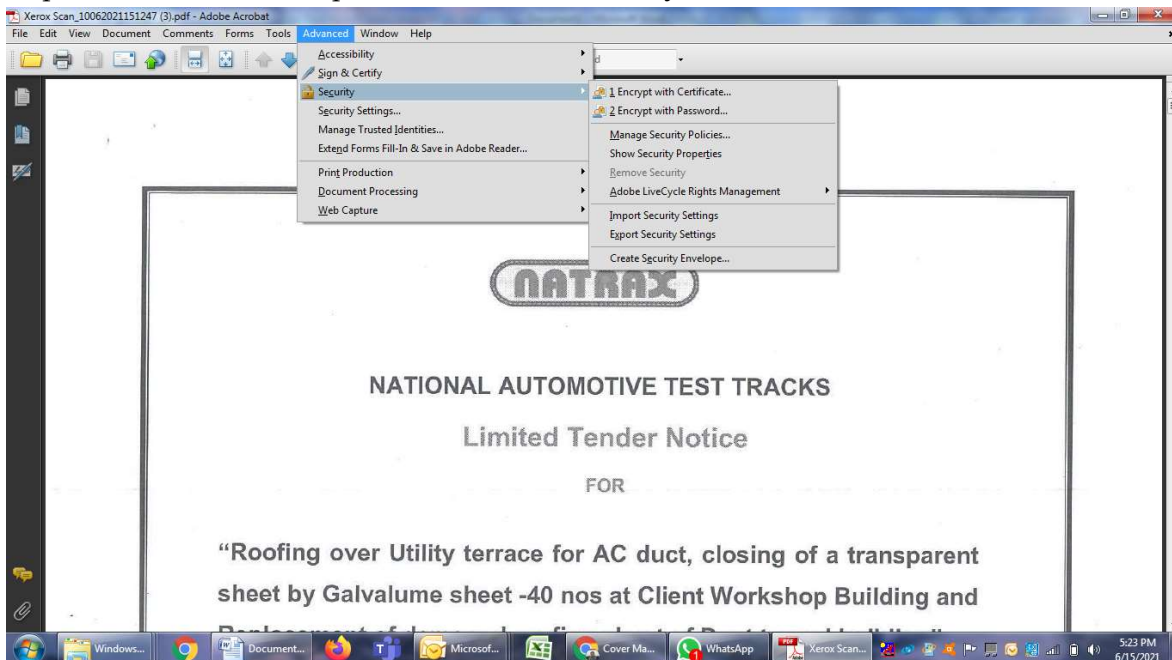 Xerox Scan_10062021151247 (3).pdf - Adobe Acrobat
File Edit View Document Comments Forms Tools Advanced Window Help
Accessibility
Sign & Certify
Security
Security Settings...
Manage Trusted Identities...
Extend Forms Fill-In & Save in Adobe Reader...
Print Production
Document Processing
Web Capture
1 Encrypt with Certificate...
2 Encrypt with Password...
Manage Security Policies...
Show Security Properties
Remove Security
Adobe LiveCycle Rights Management
Import Security Settings
Export Security Settings
Create Security Envelope...
NATRAX
NATIONAL AUTOMOTIVE TEST TRACKS
Limited Tender Notice
FOR
“Roofing over Utility terrace for AC duct, closing of a transparent
sheet by Galvalume sheet -40 nos at Client Workshop Building and
Windows... Document... Microsof... Cover Ma... WhatsApp Xerox Scan... 5:23 PM
6/15/2021